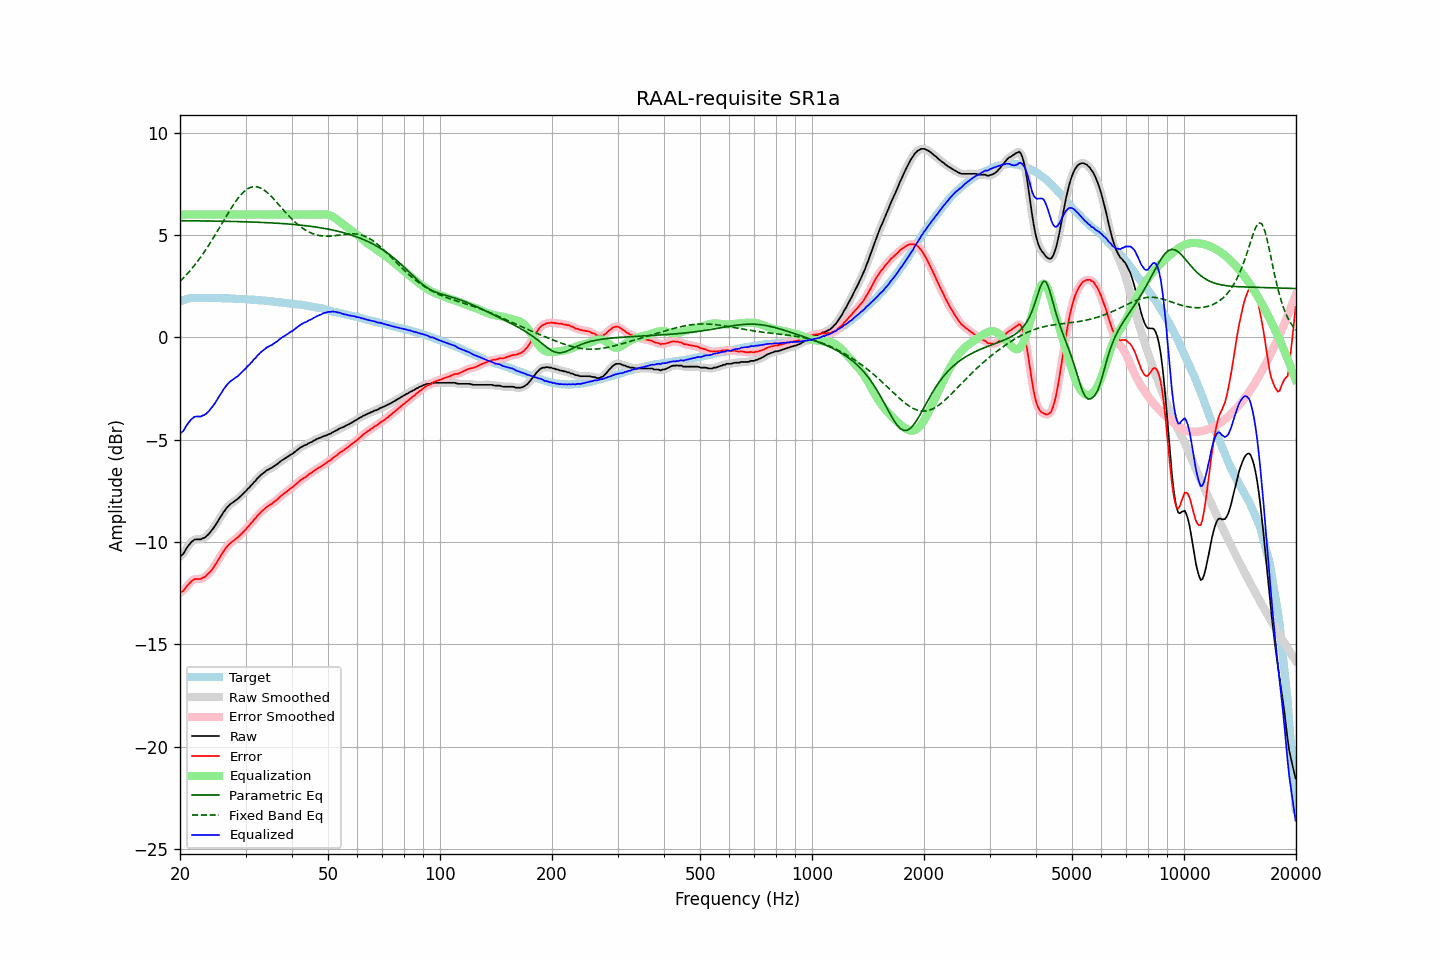 RAAL-requisite SR1a
10
5
0
−5
−10
−15
−20
−25
Amplitude (dBr)
Target
Raw Smoothed
Error Smoothed
Raw
Error
Equalization
Parametric Eq
Fixed Band Eq
Equalized
20 50 100 200 500 1000 2000 5000 10000 20000
Frequency (Hz)